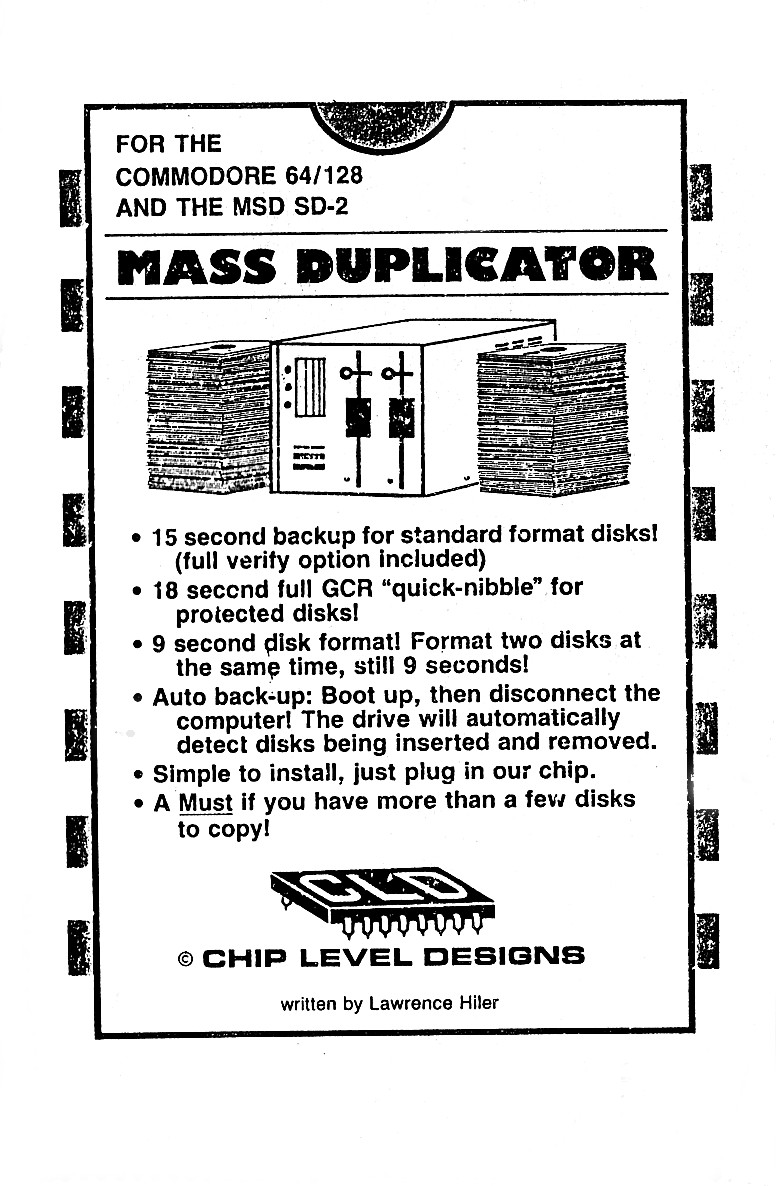 FOR THE
COMMODORE 64/128
AND THE MSD SD-2
MASS DUPLICATOR
• 15 second backup for standard format disks!
(full verify option included)
• 18 second full GCR “quick-nibble” for
protected disks!
• 9 second disk format! Format two disks at
the same time, still 9 seconds!
• Auto back-up: Boot up, then disconnect the
computer! The drive will automatically
detect disks being inserted and removed.
• Simple to install, just plug in our chip.
• A Must if you have more than a few disks
to copy!
CLD
© CHIP LEVEL DESIGNS
written by Lawrence Hiler